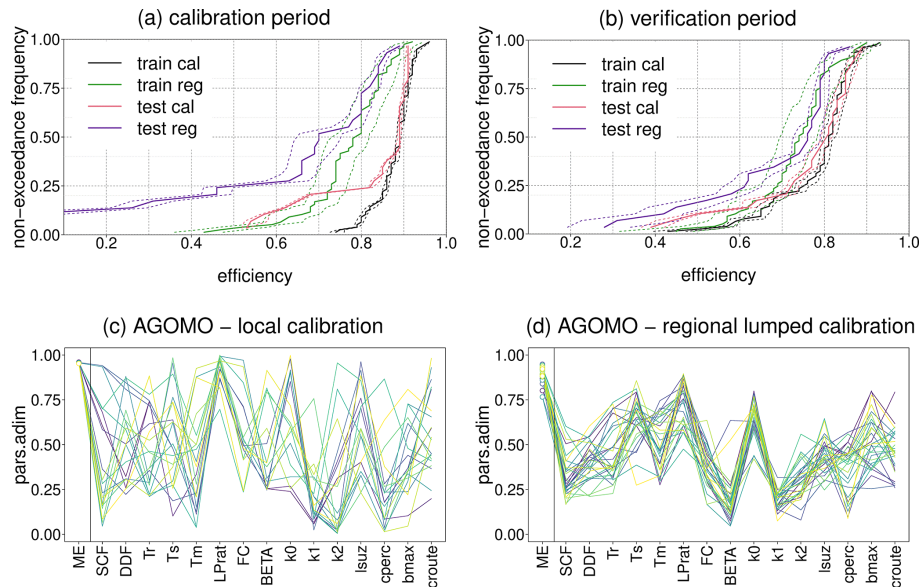 (a) calibration period
(b) verification period
non−exceedance frequency
1.00
0.75
0.50
0.25
0.00
train cal
train reg
test cal
test reg
0.2 0.4 0.6 0.8 1.0
efficiency
non−exceedance frequency
1.00
0.75
0.50
0.25
0.00
train cal
train reg
test cal
test reg
0.2 0.4 0.6 0.8 1.0
efficiency
(c) AGOMO − local calibration
(d) AGOMO − regional lumped calibration
pars.adim
1.00
0.75
0.50
0.25
0.00
ME SCF DDF Tr Ts Tm LPrat FC BETA k0 k1 k2 lsuz cperc bmax croute
pars.adim
1.00
0.75
0.50
0.25
0.00
ME SCF DDF Tr Ts Tm LPrat FC BETA k0 k1 k2 lsuz cperc bmax croute